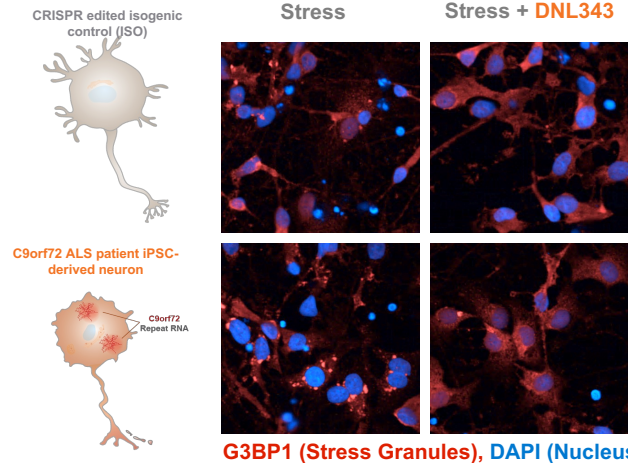 CRISPR edited isogenic
control (ISO)
Stress
Stress + DNL343
C9orf72 ALS patient iPSC-
derived neuron
C9orf72
Repeat RNA
G3BP1 (Stress Granules), DAPI (Nucleus